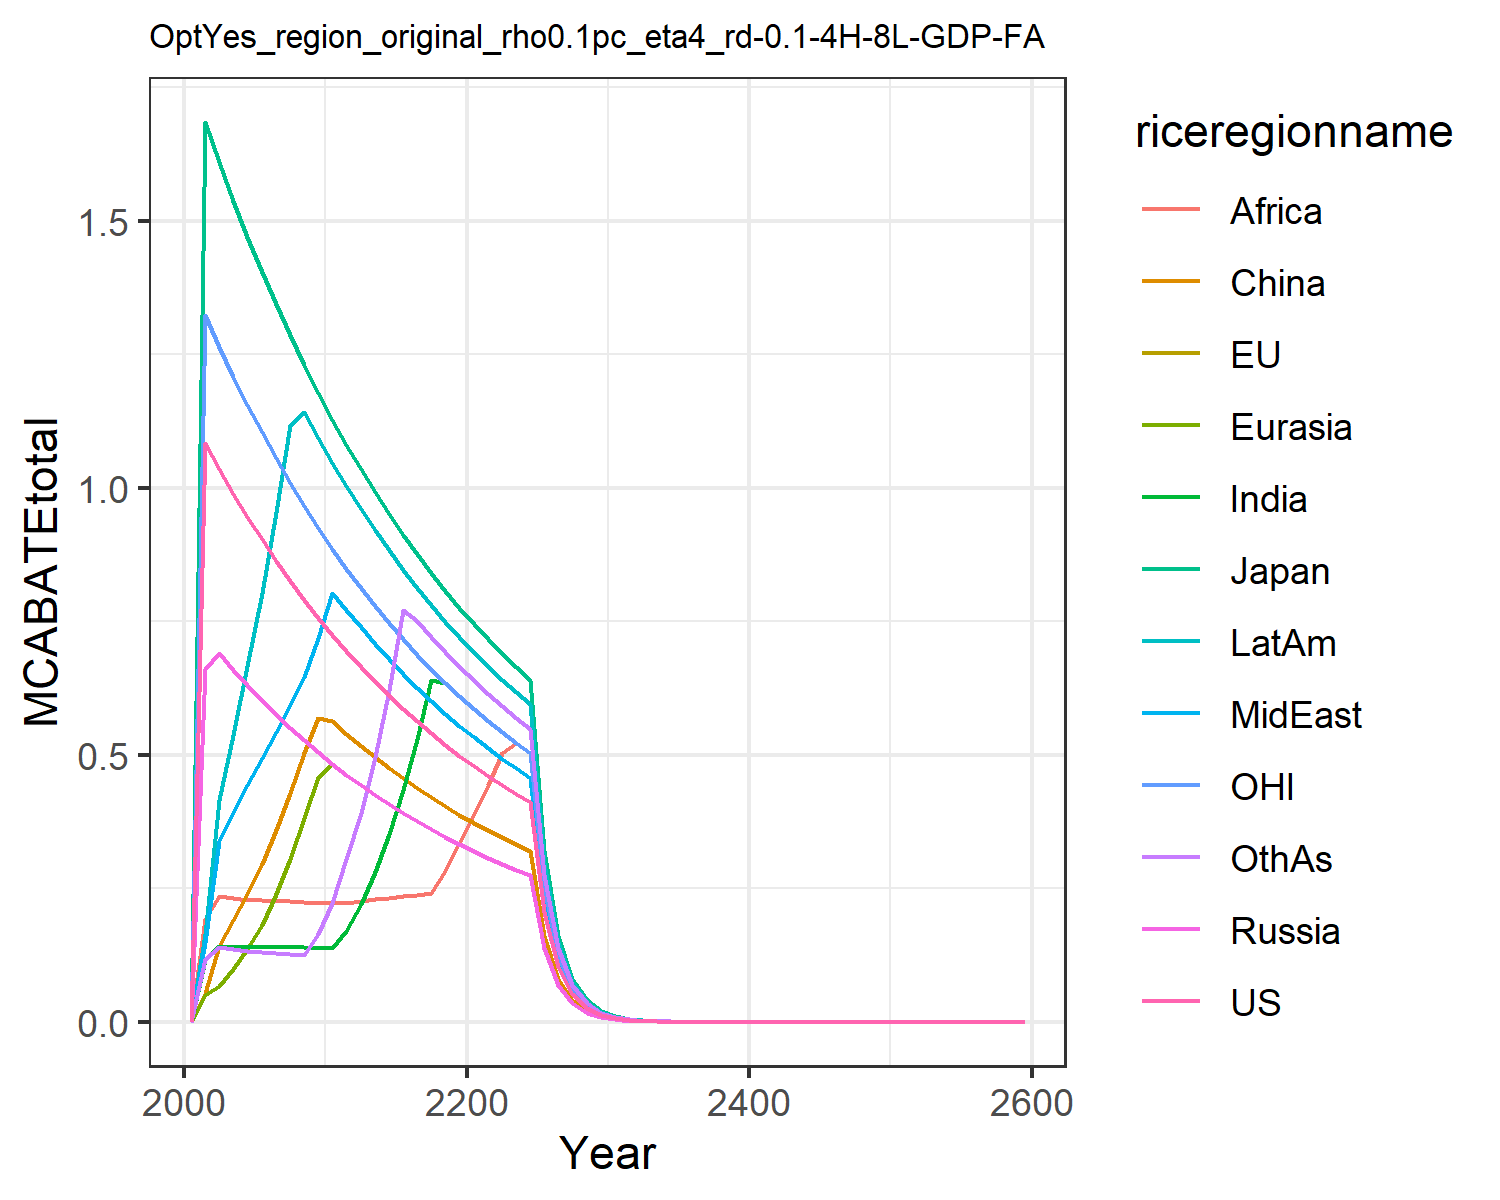 OptYes_region_original_rho0.1pc_eta4_rd-0.1-4H-8L-GDP-FA
MCABATEtotal
1.5
1.0
0.5
0.0
2000
2200
2400
2600
Year
riceregionname
Africa
China
EU
Eurasia
India
Japan
LatAm
MidEast
OHI
OthAs
Russia
US